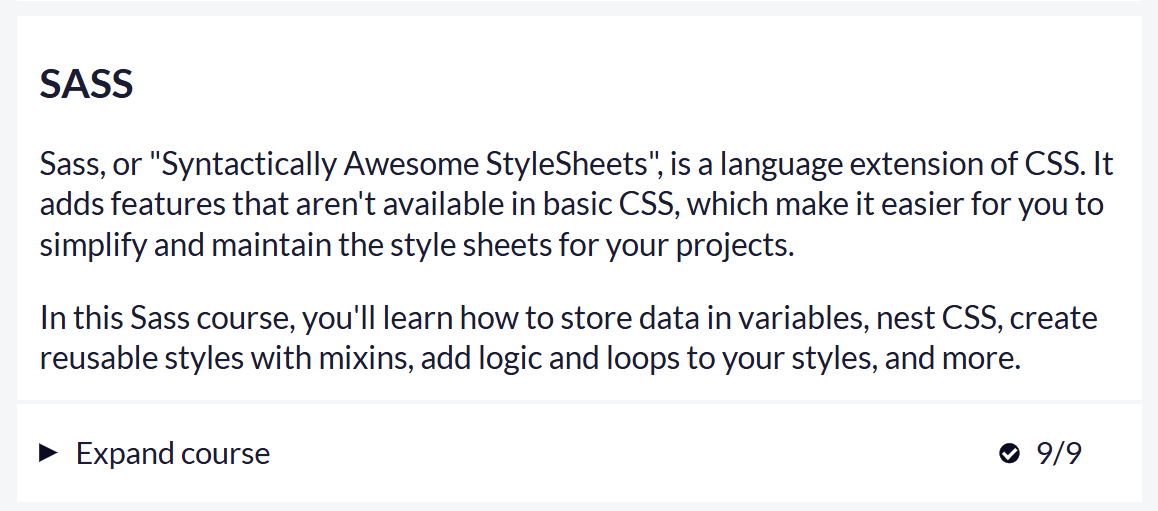 SASS
Sass, or "Syntactically Awesome StyleSheets", is a language extension of CSS. It
adds features that aren't available in basic CSS, which make it easier for you to
simplify and maintain the style sheets for your projects.
In this Sass course, you'll learn how to store data in variables, nest CSS, create
reusable styles with mixins, add logic and loops to your styles, and more.
Expand course 9/9